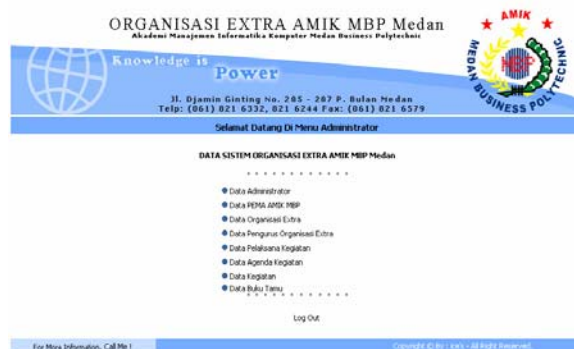 ORGANISASI EXTRA AMIK MBP Medan
Akademi Manajemen Informatika Komputer Medan Business Polytechnic
Knowledge is
Power
Jl. Djamin Ginting No. 285 - 287 P. Bulan Medan
Telp: (061) 821 6332, 821 6244 Fax: (061) 821 6579
AMIK
MBP
MEDAN BUSINESS POLYTECHNIC
Selamat Datang Di Menu Administrator
DATA SISTEM ORGANISASI EXTRA AMIK MBP Medan
Data Administrator
Data PEMA AMIK MBP
Data Organisasi Extra
Data Pengurus Organisasi Extra
Data Pelaksana Kegiatan
Data Agenda Kegiatan
Data Kegiatan
Data Buku Tamu
Log Out
For More Information, Call Me !
Copyright © By : - All Right Reserved.